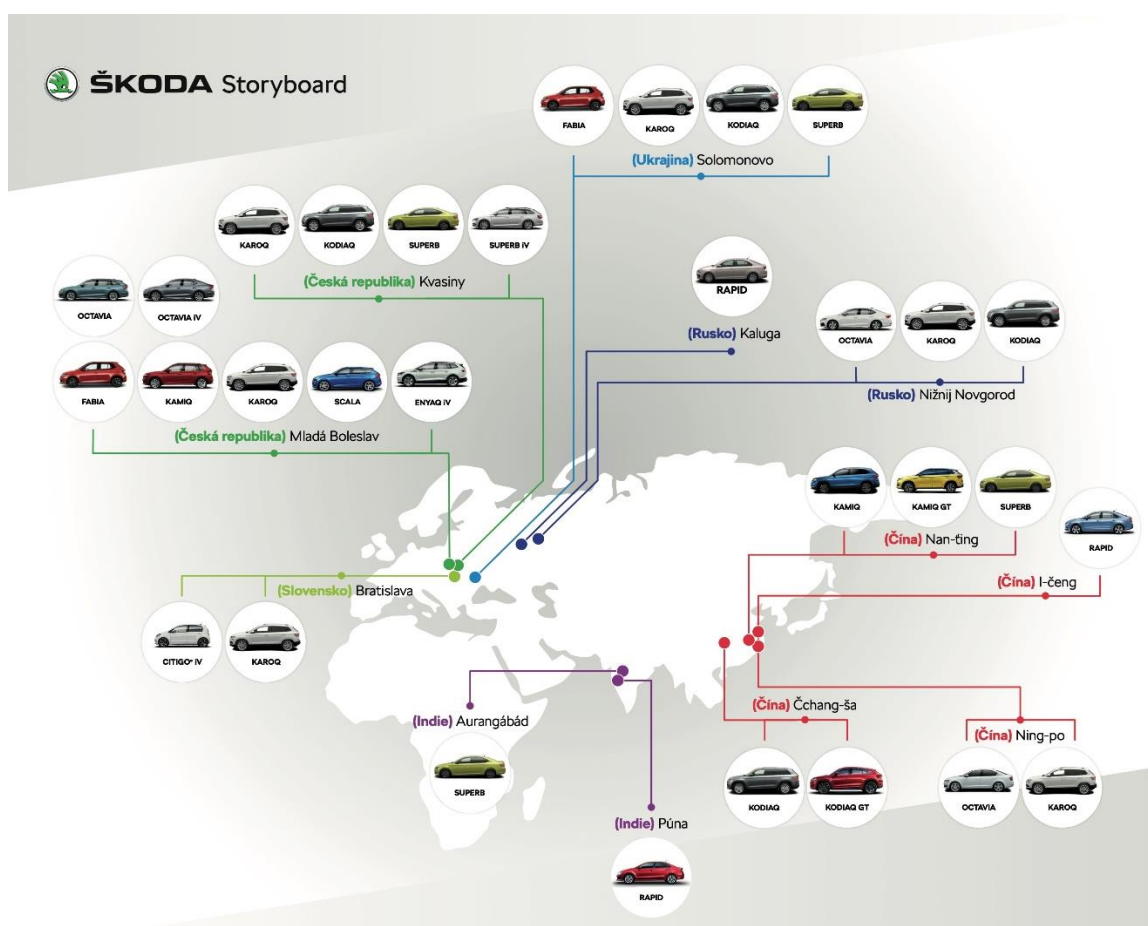 ŠKODA Storyboard
FABIA
KAROQ
KODIAQ
SUPERB
(Ukrajina) Solomonovo
KAROQ
KODIAQ
SUPERB
SUPERB iV
(Česká republika) Kvasiny
RAPID
(Rusko) Kaluga
OCTAVIA
OCTAVIA iV
OCTAVIA
KAROQ
KODIAQ
(Rusko) Nižnij Novgorod
FABIA
KAMIQ
KAROQ
SCALA
ENYAQ iV
(Česká republika) Mladá Boleslav
KAMIQ
KAMIQ GT
SUPERB
(Čína) Nan-ťing
RAPID
(Čína) I-čeng
(Slovensko) Bratislava
CITIGOᵉ iV
KAROQ
(Indie) Aurangábád
SUPERB
(Čína) Čchang-ša
KODIAQ
KODIAQ GT
(Čína) Ning-po
OCTAVIA
KAROQ
(Indie) Púna
RAPID